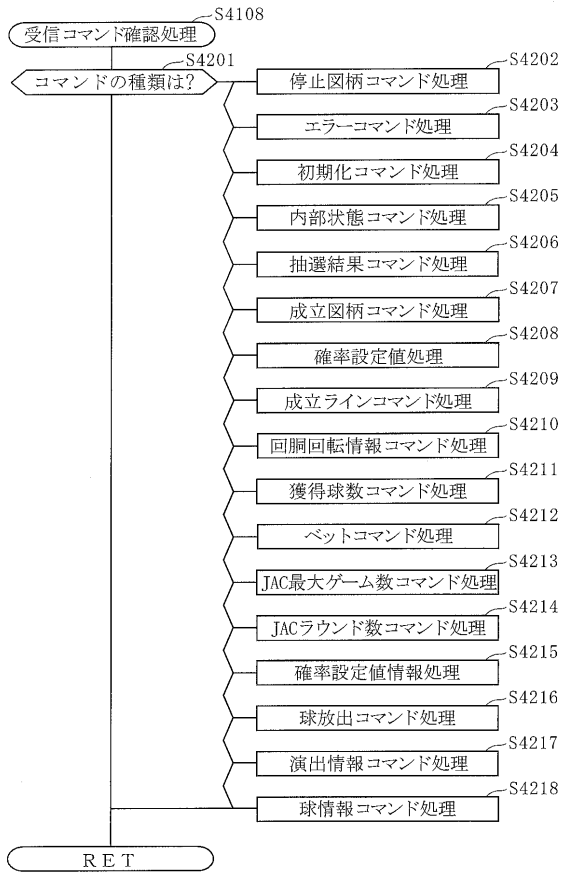 S4108
受信コマンド確認処理
S4201
コマンドの種類は?
S4202
停止図柄コマンド処理
S4203
エラーコマンド処理
S4204
初期化コマンド処理
S4205
内部状態コマンド処理
S4206
抽選結果コマンド処理
S4207
成立図柄コマンド処理
S4208
確率設定値処理
S4209
成立ラインコマンド処理
S4210
回胴回転情報コマンド処理
S4211
獲得球数コマンド処理
S4212
ベットコマンド処理
S4213
JAC最大ゲーム数コマンド処理
S4214
JACラウンド数コマンド処理
S4215
確率設定値情報処理
S4216
球放出コマンド処理
S4217
演出情報コマンド処理
S4218
球情報コマンド処理
RET